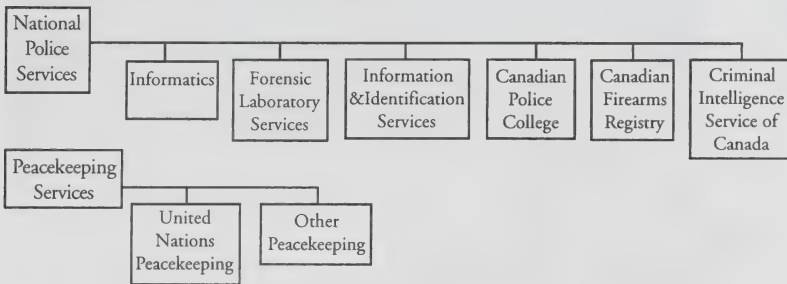 National
Police
Services
Informatics
Forensic
Laboratory
Services
Information
&Identification
Services
Canadian
Police
College
Canadian
Firearms
Registry
Criminal
Intelligence
Service of
Canada
Peacekeeping
Services
United
Nations
Peacekeeping
Other
Peacekeeping